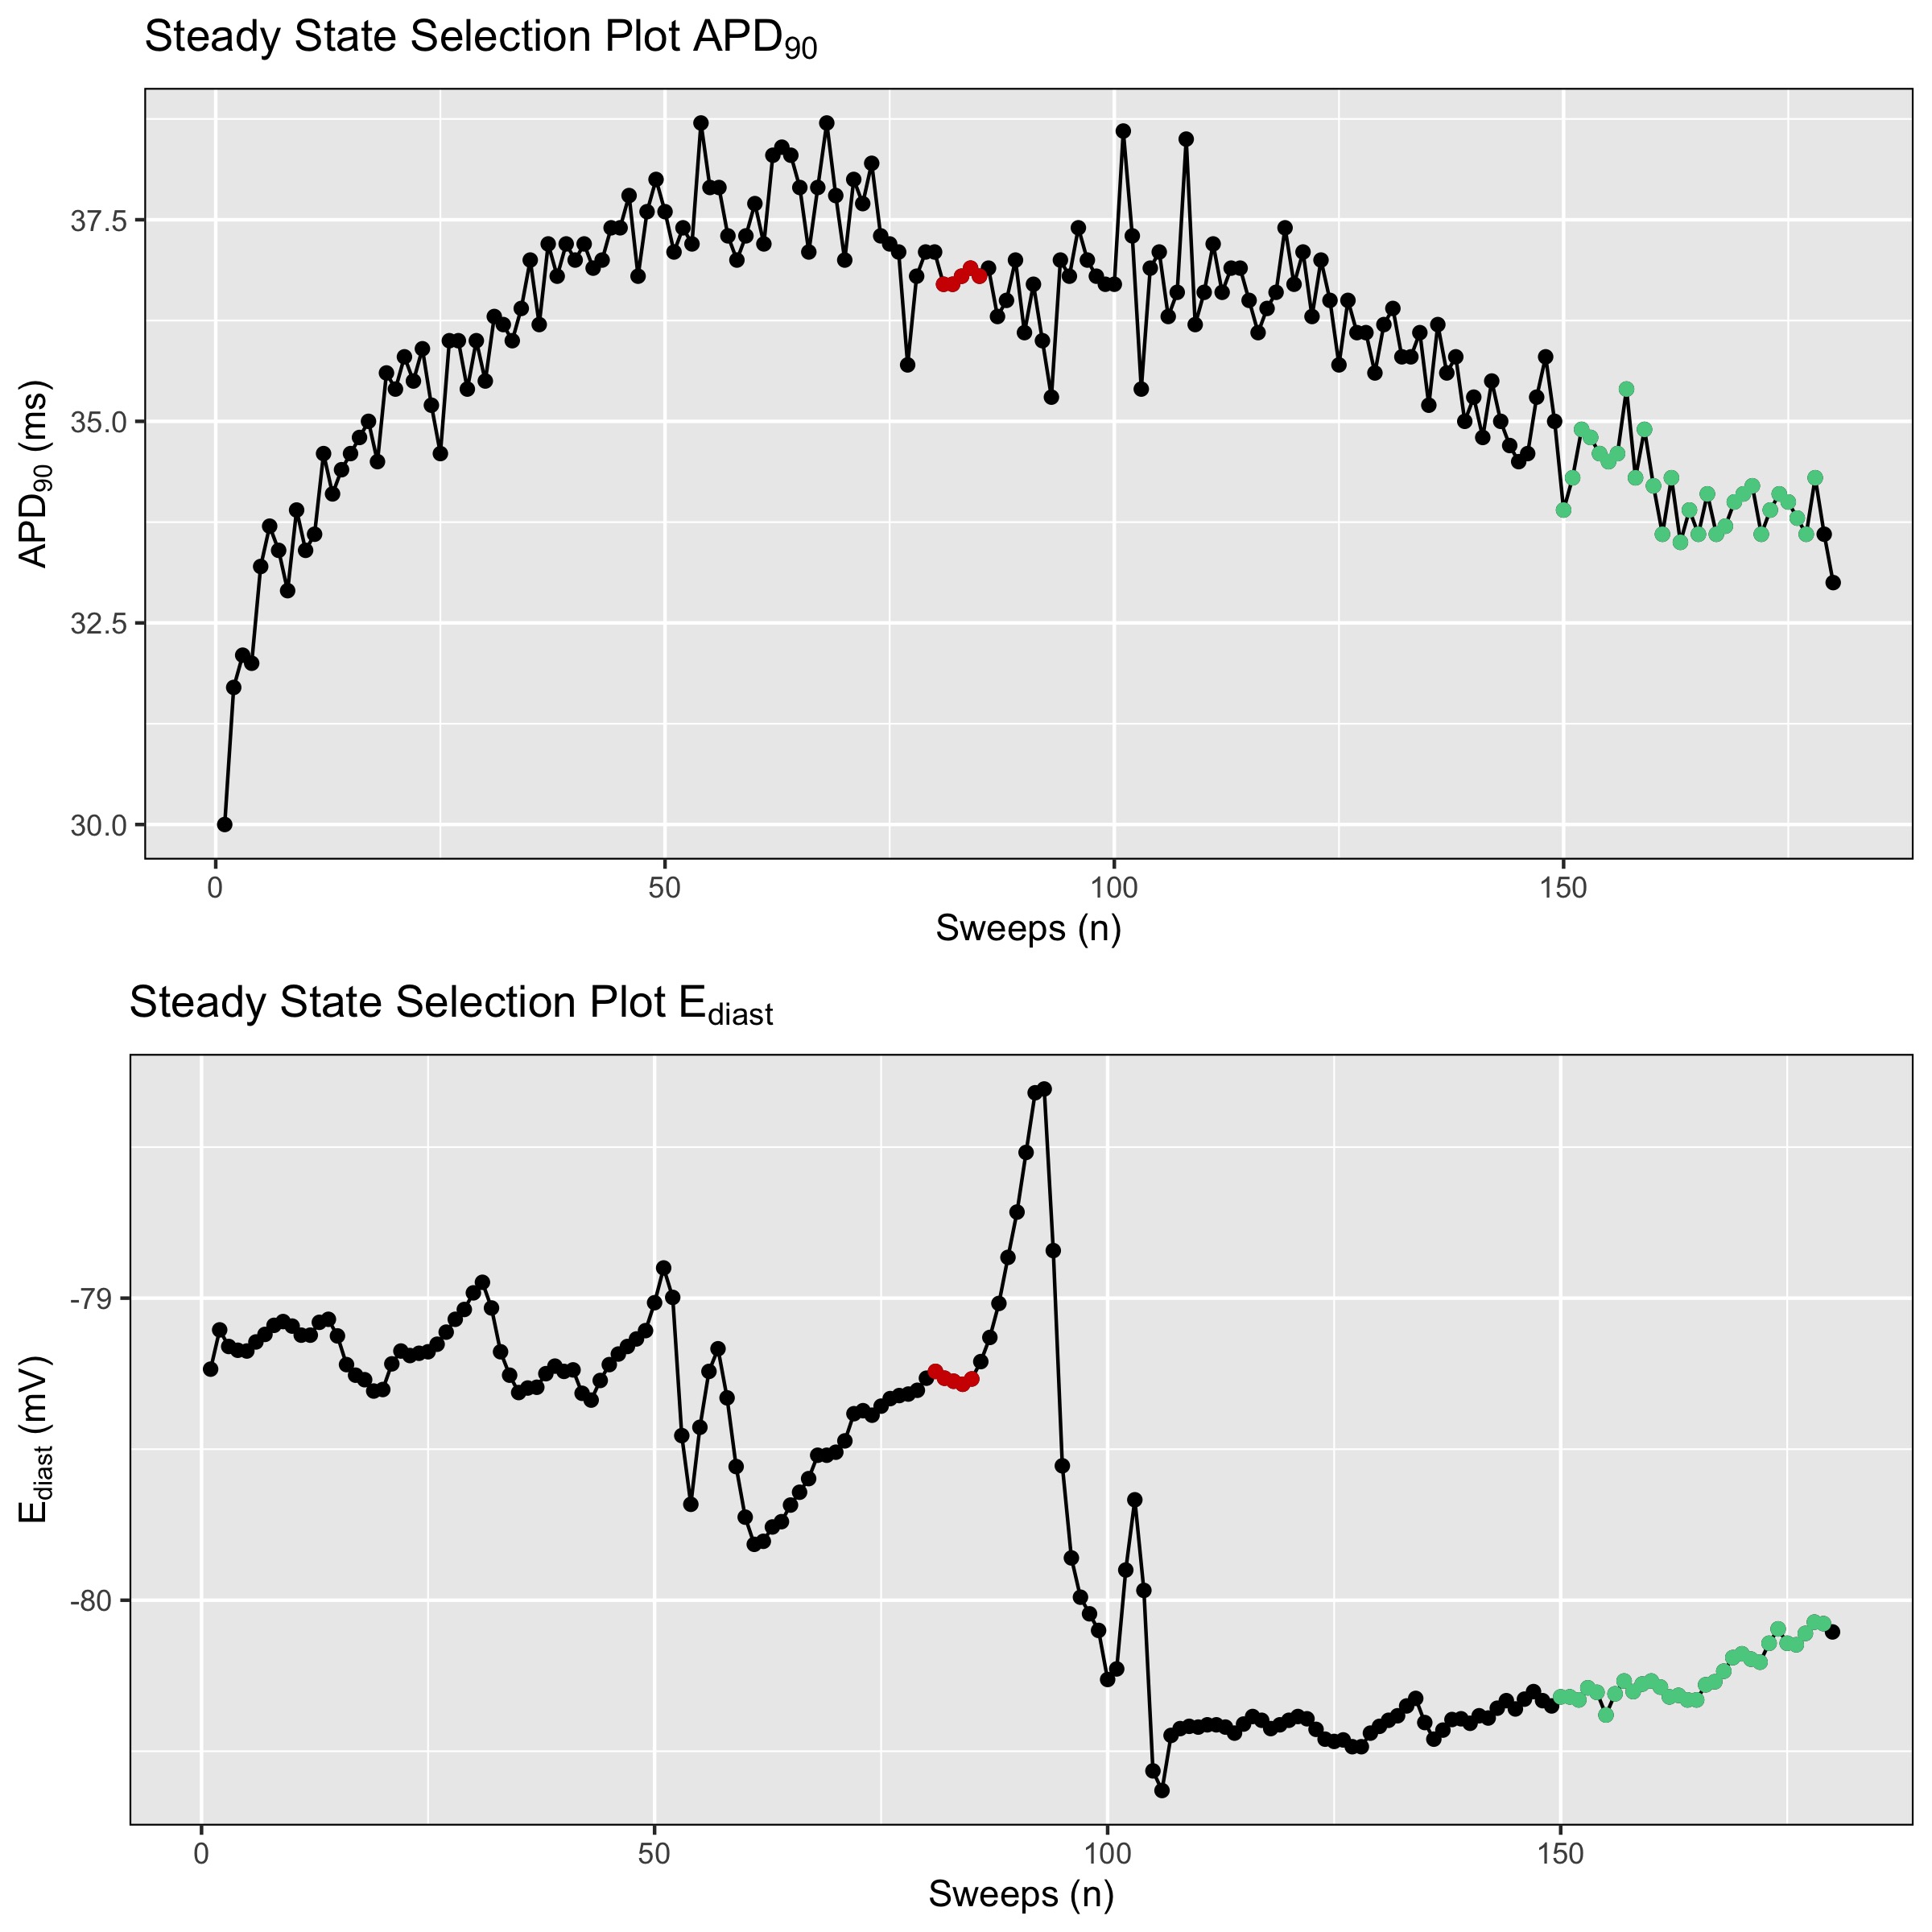 Steady State Selection Plot APD90
37.5
35.0
32.5
30.0
APD90 (ms)
0 50 100 150
Sweeps (n)
Steady State Selection Plot Ediast
-79
-80
Ediast (mV)
0 50 100 150
Sweeps (n)